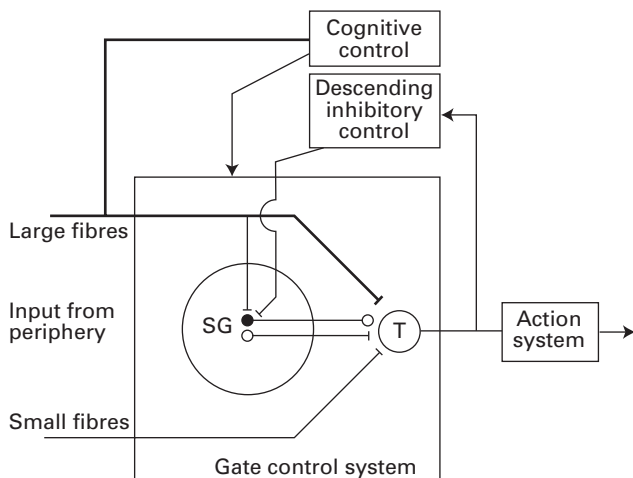 Cognitive
control
Descending
inhibitory
control
Large fibres
Input from
periphery
SG
T
Action
system
Small fibres
Gate control system